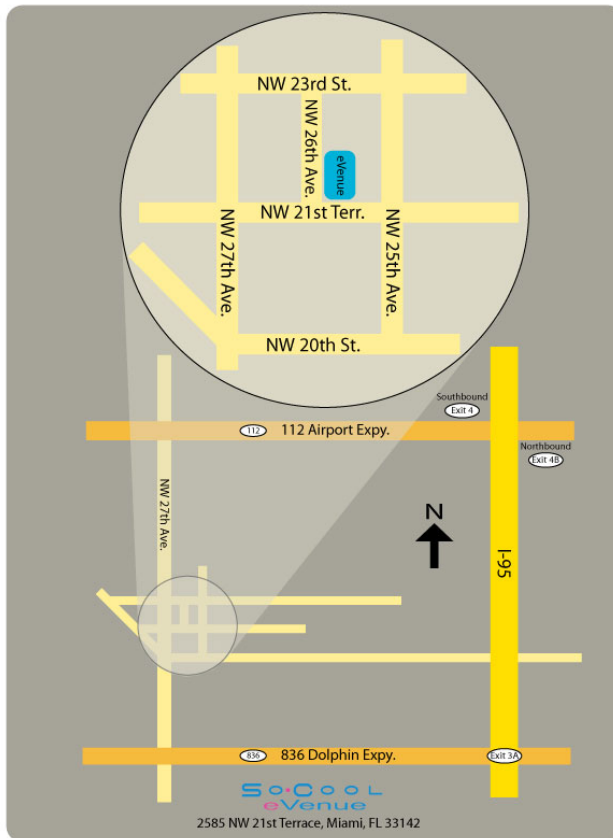 NW 23rd St.
NW 26th Ave.
eVenue
NW 21st Terr.
NW 27th Ave.
NW 25th Ave.
NW 20th St.
Southbound
Exit 4
112
112 Airport Expy.
Northbound
Exit 4B
NW 27th Ave.
N
I-95
836
836 Dolphin Expy.
Exit 3A
So•Cool
eVenue
2585 NW 21st Terrace, Miami, FL 33142